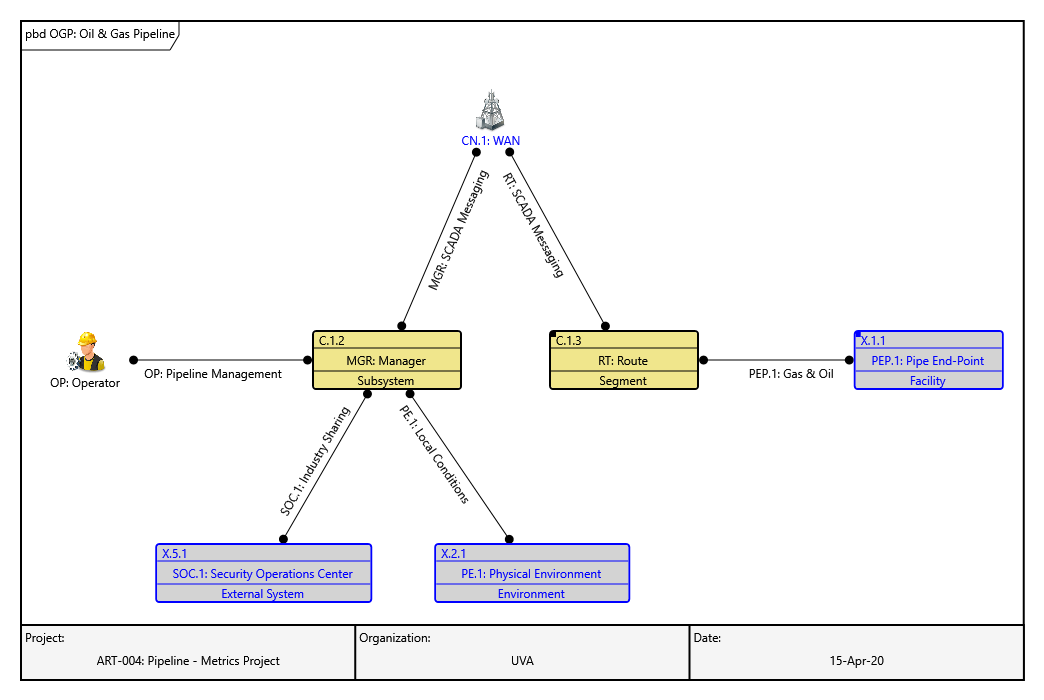 pbd OGP: Oil & Gas Pipeline
CN.1: WAN
MGR: SCADA Messaging
RT: SCADA Messaging
OP: Operator
OP: Pipeline Management
C.1.2
MGR: Manager
Subsystem
C.1.3
RT: Route
Segment
PEP.1: Gas & Oil
X.1.1
PEP.1: Pipe End-Point
Facility
SOC.1: Industry Sharing
PE.1: Local Conditions
X.5.1
SOC.1: Security Operations Center
External System
X.2.1
PE.1: Physical Environment
Environment
Project:
ART-004: Pipeline - Metrics Project
Organization:
UVA
Date:
15-Apr-20